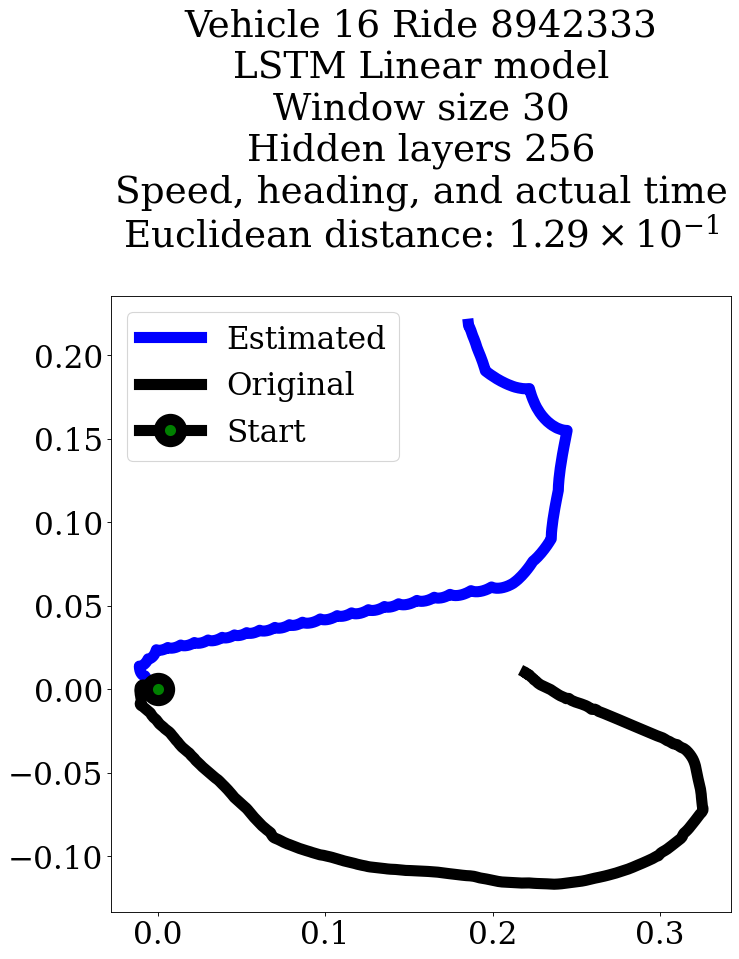 Vehicle 16 Ride 8942333
LSTM Linear model
Window size 30
Hidden layers 256
Speed, heading, and actual time
Euclidean distance: 1.29 × 10⁻¹
Estimated
Original
Start
0.20
0.15
0.10
0.05
0.00
−0.05
−0.10
0.0 0.1 0.2 0.3